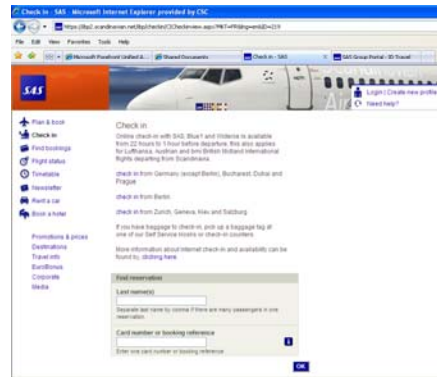 Check in - SAS - Microsoft Internet Explorer provided by CSC
File Edit View Favorites Tools Help
Microsoft Forefront Unified A...
Shared Documents
Check in - SAS
SAS Group Portal - ID Travel
SAS
Login | Create new profile
Need help?
Plan & book
Check in
Find bookings
Flight status
Timetable
Newsletter
Rent a car
Book a hotel
Promotions & prices
Destinations
Travel info
EuroBonus
Corporate
Media
Check in
Online check-in with SAS, Blue1 and Widerøe is available
from 22 hours to 1 hour before departure, this also applies
for Lufthansa, Austrian and bmi British Midland international
flights departing from Scandinavia.
check in from Germany (except Berlin), Bucharest, Dubai and
Prague
check in from Berlin
check in from Zurich, Geneva, Kiev and Salzburg
If you have baggage to check-in, pick up a baggage tag at
one of our Self Service kiosks or check-in counters
More information about Internet check-in and availability can be
found by, clicking here.
Find reservation
Last name(s)
Separate last name by comma if there are many passengers in one
reservation.
Card number or booking reference
Enter one card number or booking reference
OK